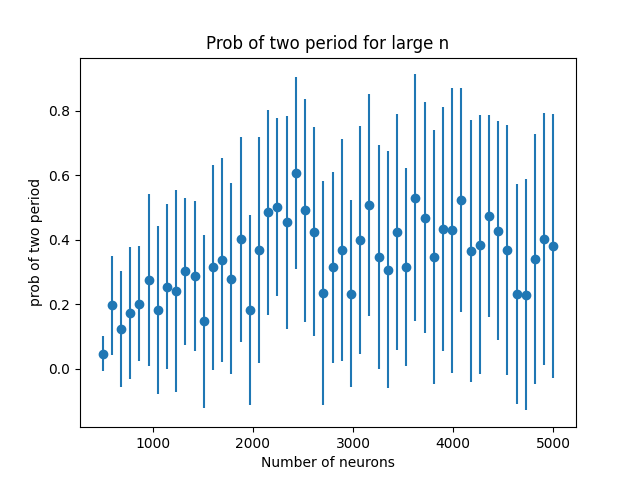 Prob of two period for large n
prob of two period
0.8
0.6
0.4
0.2
0.0
1000 2000 3000 4000 5000
Number of neurons